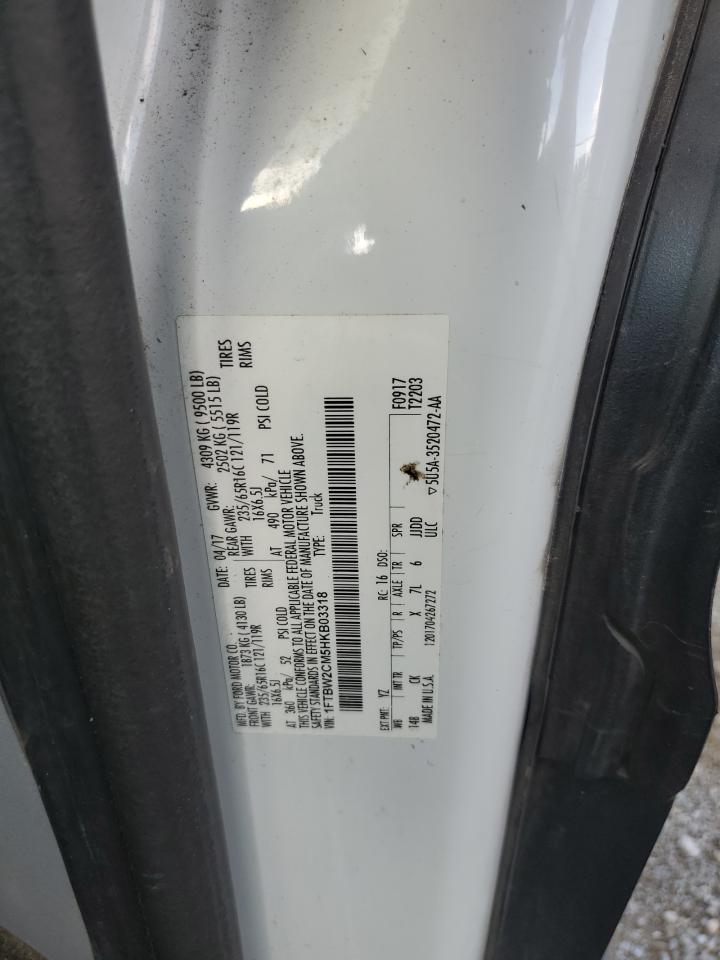 MFD. BY FORD MOTOR CO. DATE: 04/17 GVWR: 4309 KG ( 9500 LB)
FRONT GAWR: 1873 KG ( 4130 LB) REAR GAWR: 2502 KG ( 5515 LB)
WITH 235/65R16C 121/119R TIRES WITH 235/65R16C 121/119R TIRES
16X6.5J RIMS 16X6.5J RIMS
AT 360 kPa/ 52 PSI COLD AT 490 kPa/ 71 PSI COLD
THIS VEHICLE CONFORMS TO ALL APPLICABLE FEDERAL MOTOR VEHICLE
SAFETY STANDARDS IN EFFECT ON THE DATE OF MANUFACTURE SHOWN ABOVE.
VIN: 1FTBW2CM5HKB03318 TYPE: Truck
EXT PNT: YZ RC: 16 DSO: F0917
WB INT TR TP/PS R AXLE TR SPR T2203
148 CK X 7L 6 JJDD
MADE IN U.S.A. 1201704267272 ULC ▽5U5A-3520472-AA